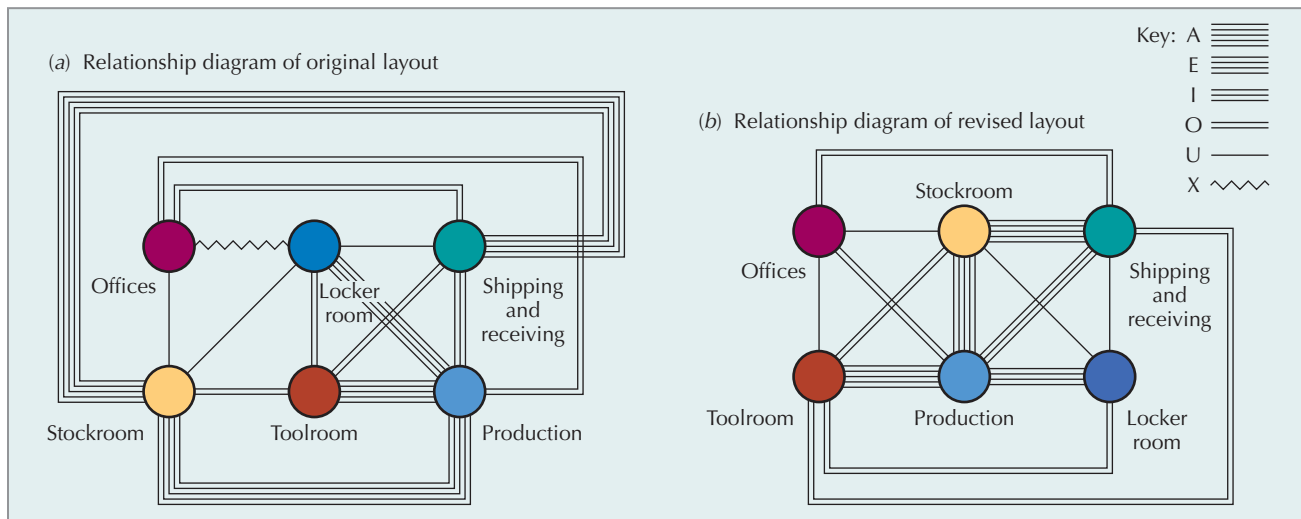 (a) Relationship diagram of original layout
Offices
Locker
room
Shipping
and
receiving
Stockroom
Toolroom
Production
Key: A
E
I
O
U
X
(b) Relationship diagram of revised layout
Stockroom
Offices
Shipping
and
receiving
Toolroom
Production
Locker
room